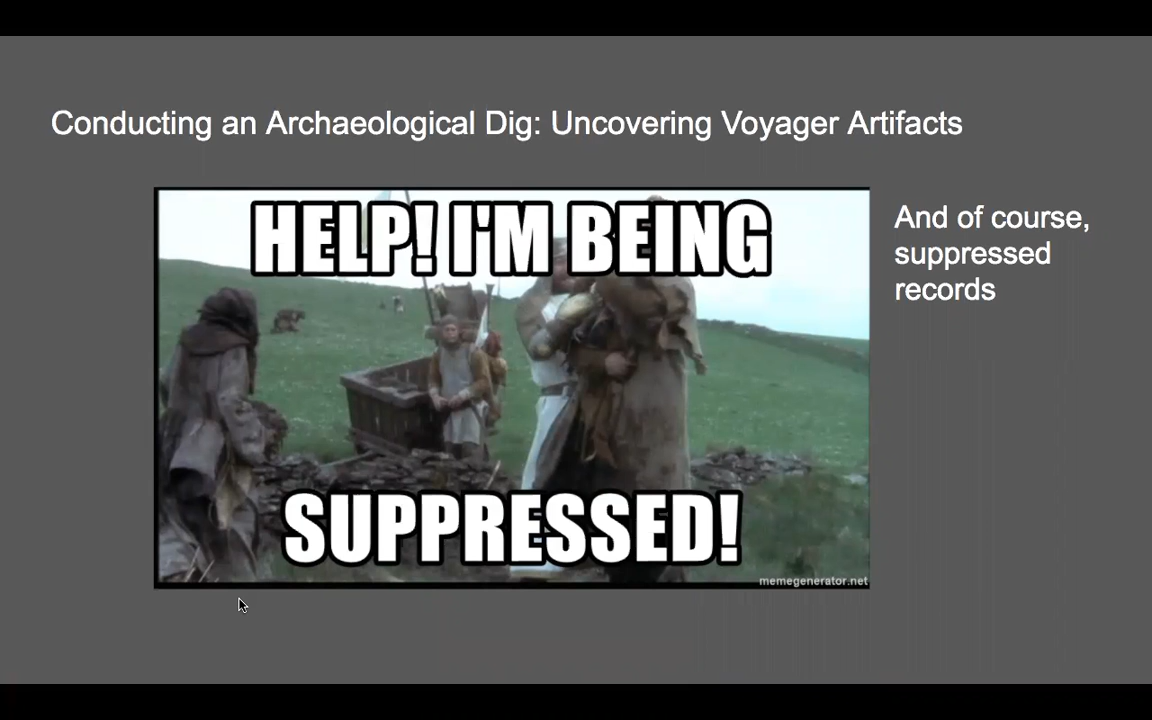 Conducting an Archaeological Dig: Uncovering Voyager Artifacts
HELP! I'M BEING
SUPPRESSED!
memegenerator.net
And of course,
suppressed
records